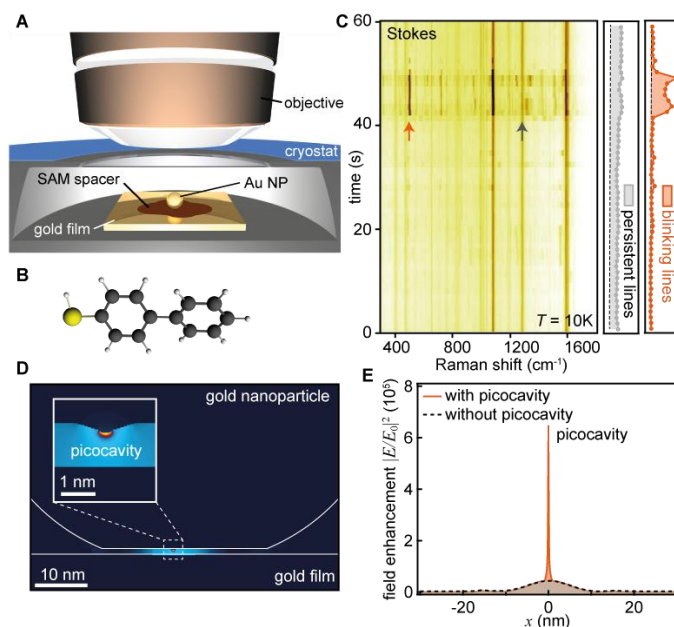 A
objective
cryostat
SAM spacer
Au NP
gold film
B
C
Stokes
T = 10K
time (s)
60
40
20
0
400
800
1200
1600
Raman shift (cm⁻¹)
persistent lines
blinking lines
D
gold nanoparticle
picocavity
1 nm
10 nm
gold film
E
with picocavity
without picocavity
picocavity
field enhancement |E/E₀|² (10⁵)
8
6
4
2
0
-20
0
20
x (nm)